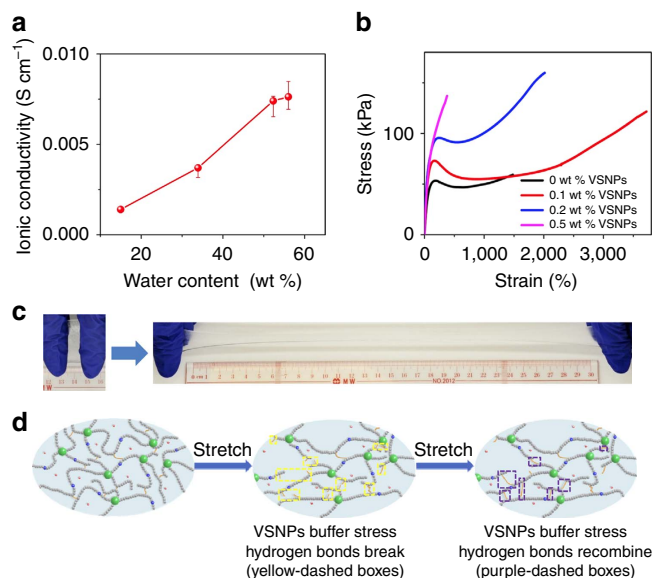 a
Ionic conductivity (S cm⁻¹)
0.010
0.005
0.000
20
40
60
Water content (wt %)
b
Stress (kPa)
100
0
0 wt % VSNPs
0.1 wt % VSNPs
0.2 wt % VSNPs
0.5 wt % VSNPs
0
1,000
2,000
3,000
Strain (%)
c
MW
NO.2012
d
Stretch
Stretch
VSNPs buffer stress
hydrogen bonds break
(yellow-dashed boxes)
VSNPs buffer stress
hydrogen bonds recombine
(purple-dashed boxes)